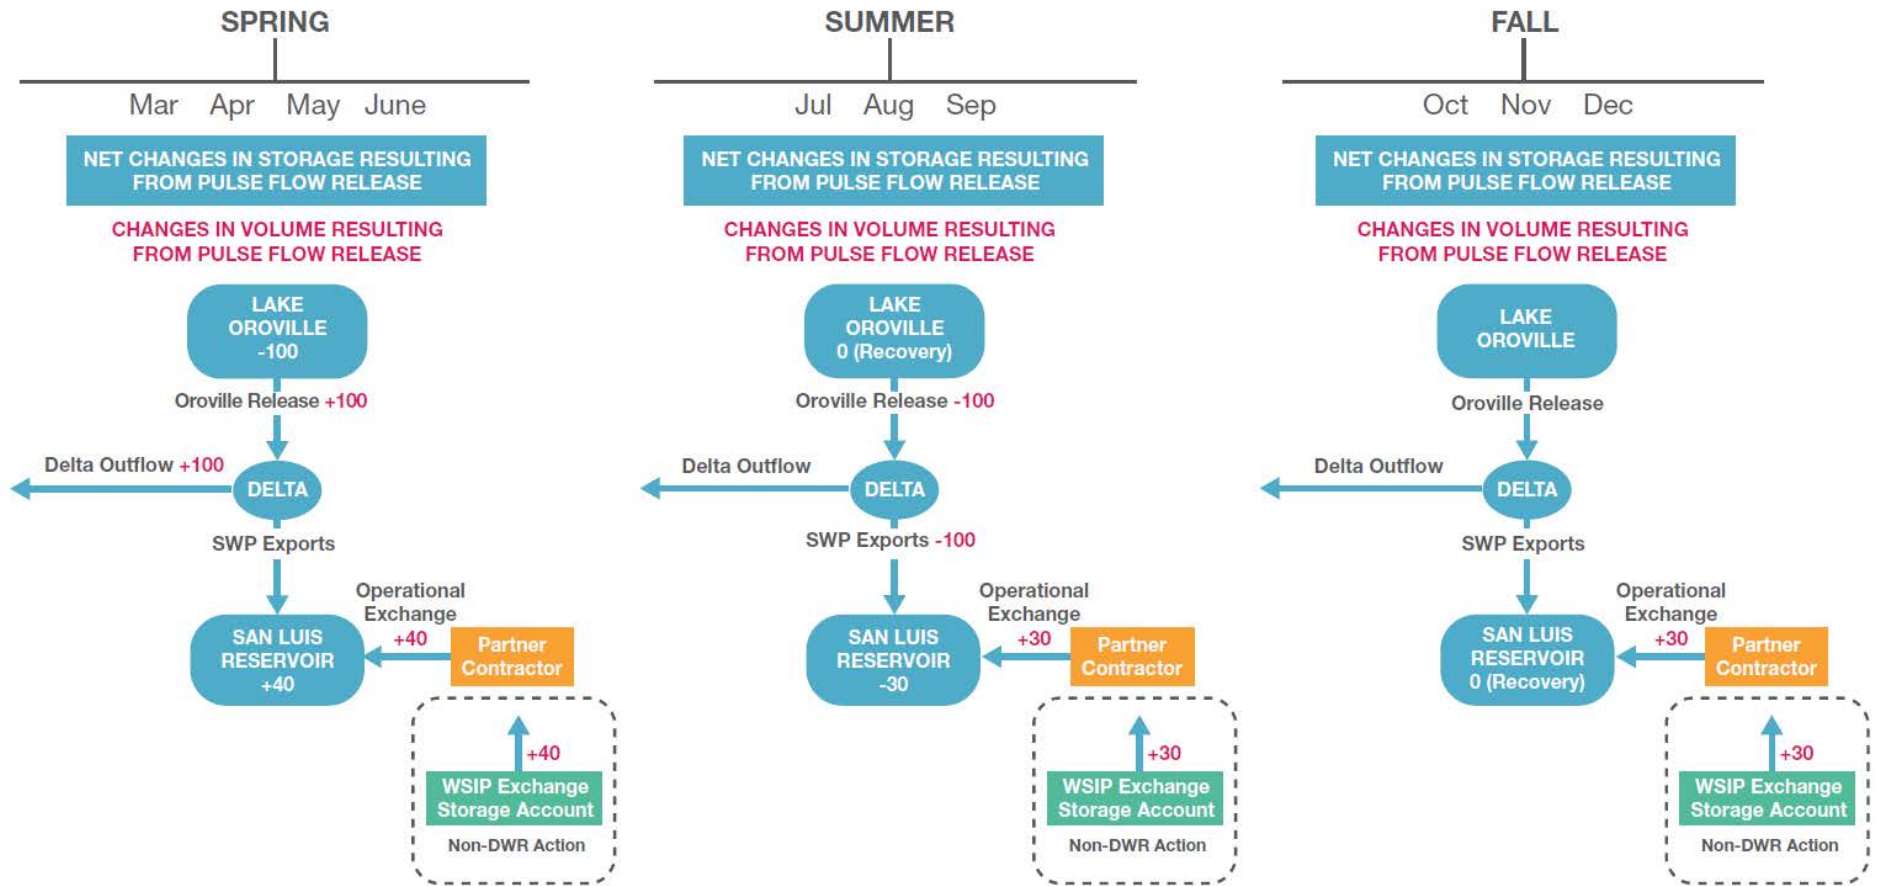 SPRING
Mar Apr May June
NET CHANGES IN STORAGE RESULTING
FROM PULSE FLOW RELEASE
CHANGES IN VOLUME RESULTING
FROM PULSE FLOW RELEASE
LAKE
OROVILLE
-100
Oroville Release +100
Delta Outflow +100
DELTA
SWP Exports
Operational
Exchange
+40
SAN LUIS
RESERVOIR
+40
Partner
Contractor
+40
WSIP Exchange
Storage Account
Non-DWR Action
SUMMER
Jul Aug Sep
NET CHANGES IN STORAGE RESULTING
FROM PULSE FLOW RELEASE
CHANGES IN VOLUME RESULTING
FROM PULSE FLOW RELEASE
LAKE
OROVILLE
0 (Recovery)
Oroville Release -100
Delta Outflow
DELTA
SWP Exports -100
Operational
Exchange
+30
SAN LUIS
RESERVOIR
-30
Partner
Contractor
+30
WSIP Exchange
Storage Account
Non-DWR Action
FALL
Oct Nov Dec
NET CHANGES IN STORAGE RESULTING
FROM PULSE FLOW RELEASE
CHANGES IN VOLUME RESULTING
FROM PULSE FLOW RELEASE
LAKE
OROVILLE
Oroville Release
Delta Outflow
DELTA
SWP Exports
Operational
Exchange
+30
SAN LUIS
RESERVOIR
0 (Recovery)
Partner
Contractor
+30
WSIP Exchange
Storage Account
Non-DWR Action